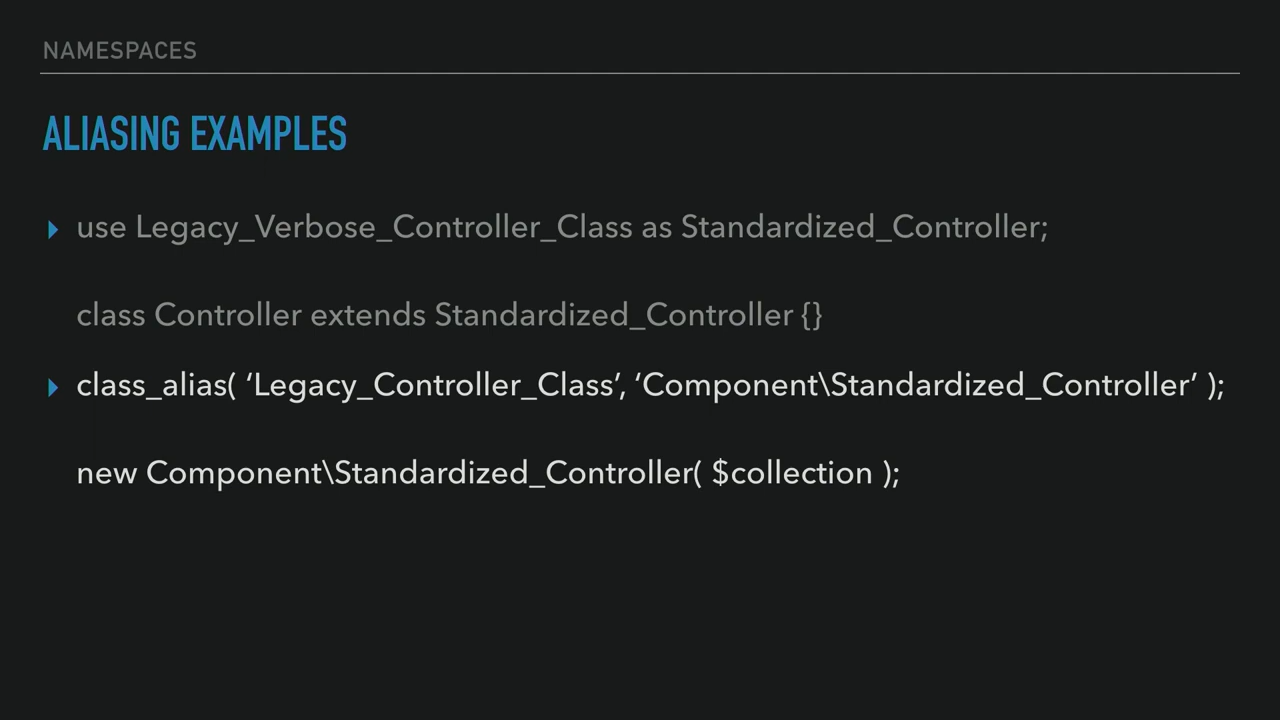 NAMESPACES
ALIASING EXAMPLES
use Legacy_Verbose_Controller_Class as Standardized_Controller;
class Controller extends Standardized_Controller {}
class_alias( ‘Legacy_Controller_Class’, ‘Component\Standardized_Controller’ );
new Component\Standardized_Controller( $collection );